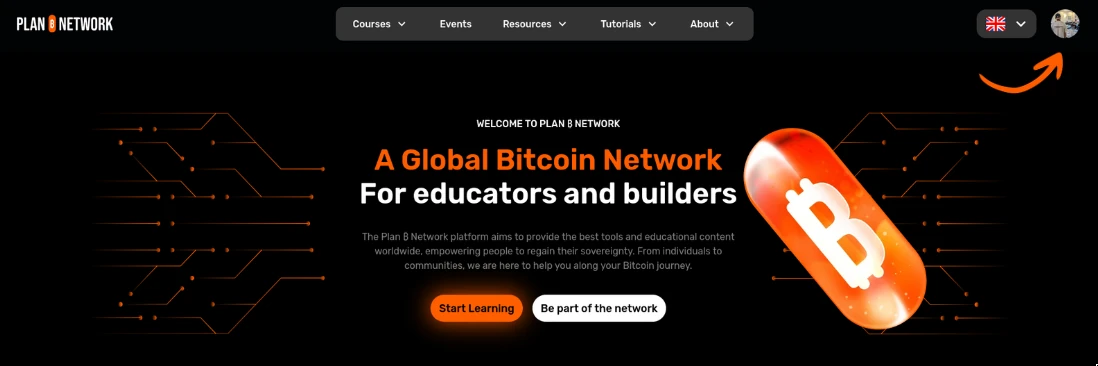 PLAN ₿ NETWORK
Courses
Events
Resources
Tutorials
About
WELCOME TO PLAN ₿ NETWORK
A Global Bitcoin Network
For educators and builders
The Plan ₿ Network platform aims to provide the best tools and educational content
worldwide, empowering people to regain their sovereignty. From individuals to
communities, we are here to help you along your Bitcoin journey.
Start Learning
Be part of the network
₿